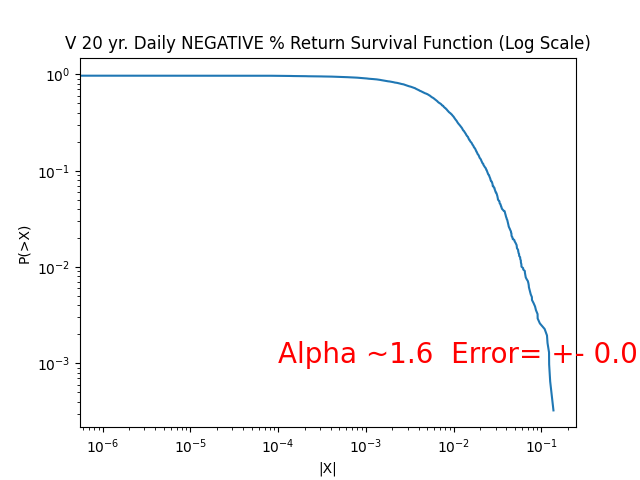 V 20 yr. Daily NEGATIVE % Return Survival Function (Log Scale)
10⁰
10⁻¹
10⁻²
10⁻³
P(>X)
Alpha ~1.6  Error= +- 0.0
10⁻⁶ 10⁻⁵ 10⁻⁴ 10⁻³ 10⁻² 10⁻¹
|X|